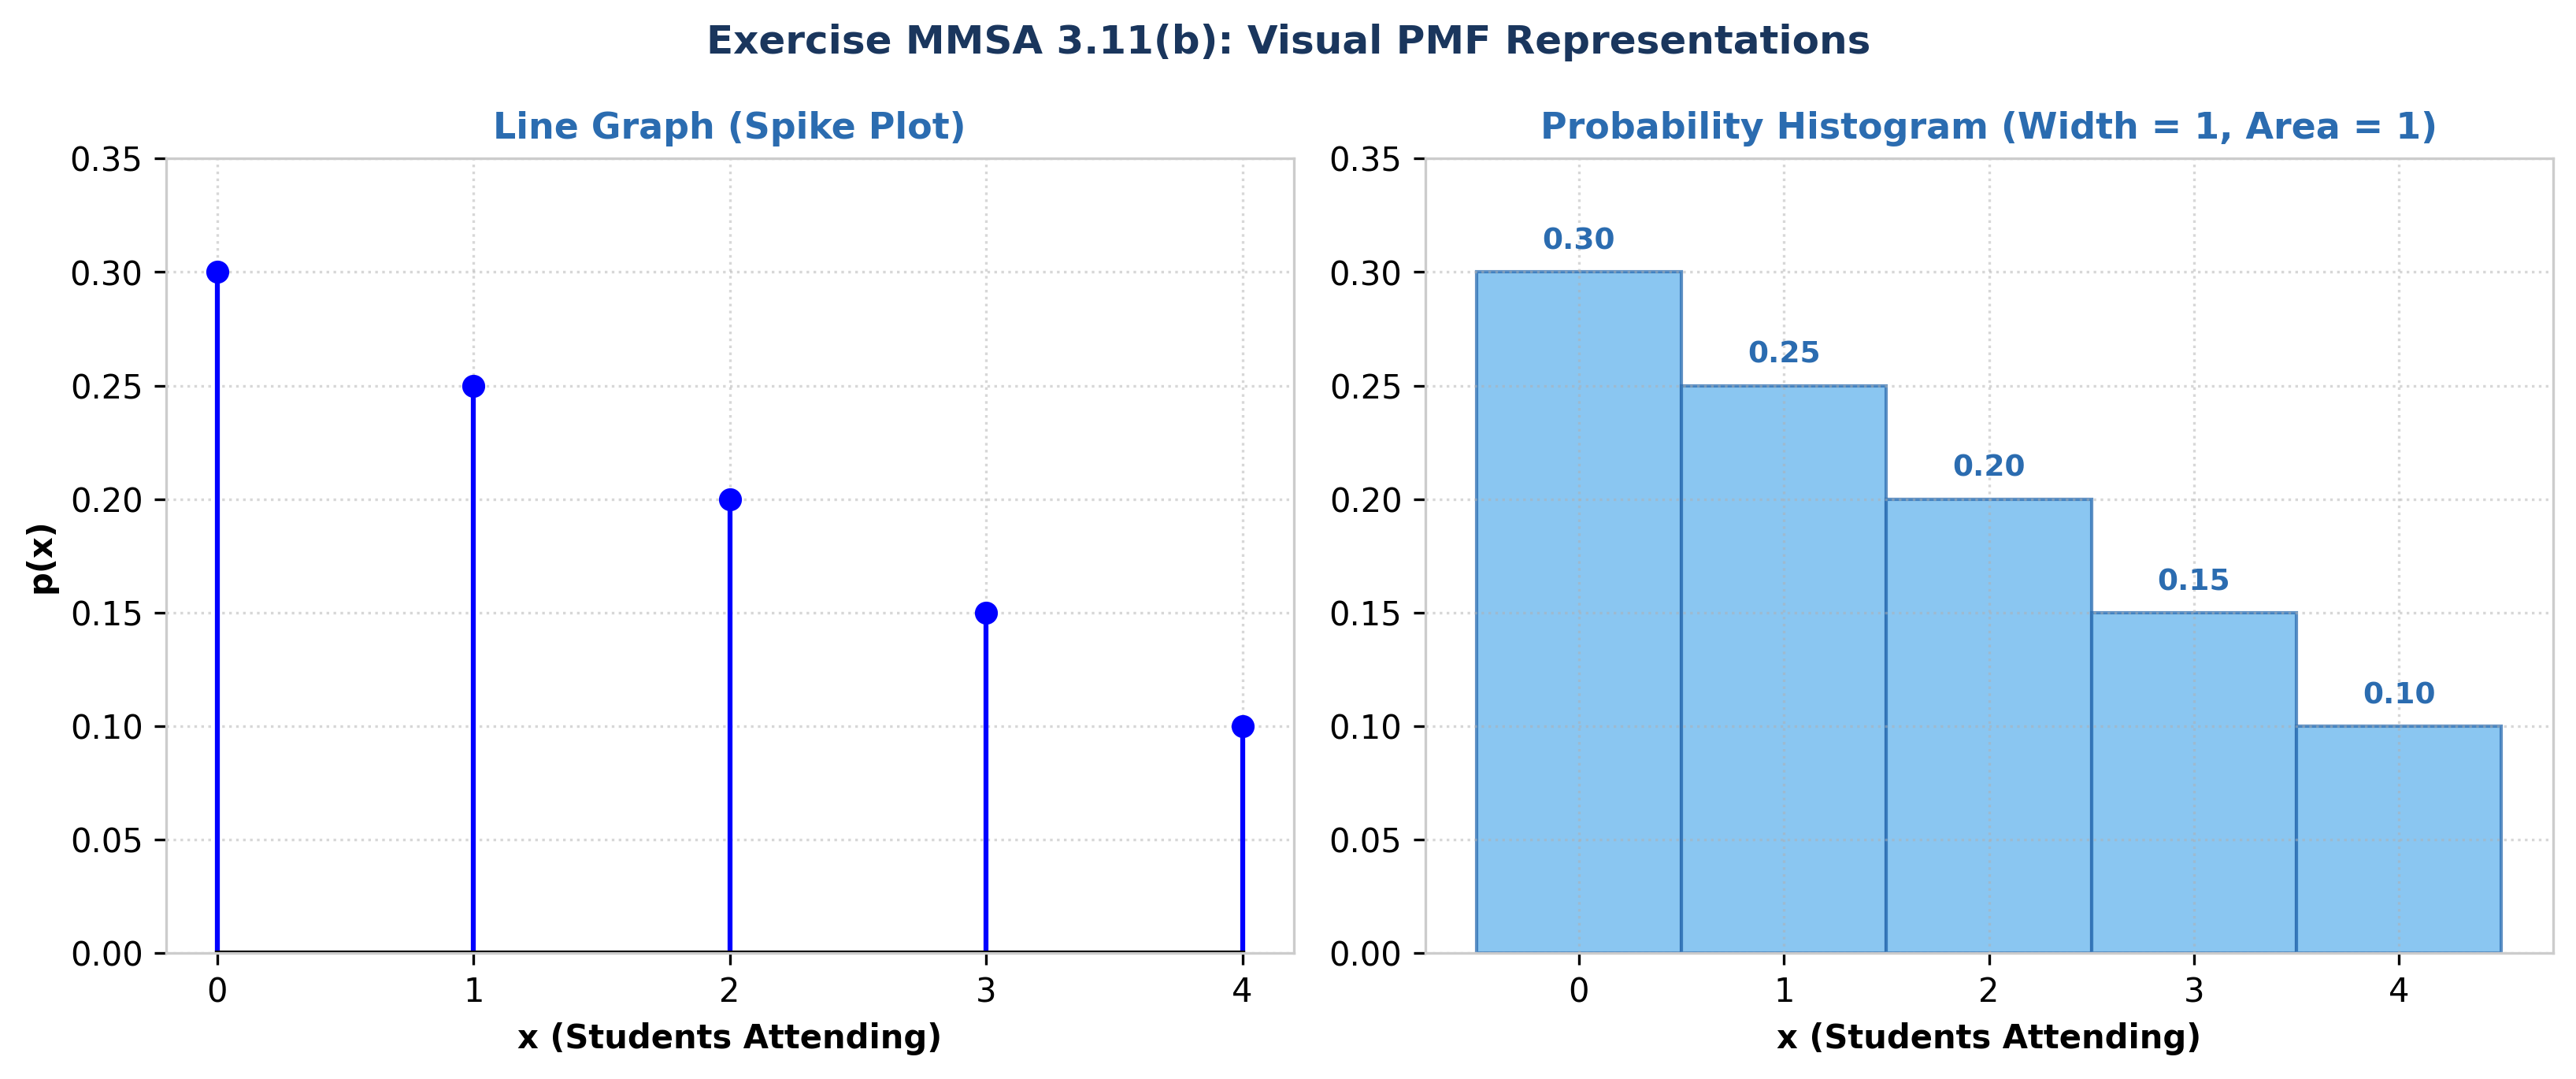 Exercise MMSA 3.11(b): Visual PMF Representations
Line Graph (Spike Plot)
p(x)
0.35
0.30
0.25
0.20
0.15
0.10
0.05
0.00
0 1 2 3 4
x (Students Attending)
Probability Histogram (Width = 1, Area = 1)
0.35
0.30
0.25
0.20
0.15
0.10
0.05
0.00
0.30
0.25
0.20
0.15
0.10
0 1 2 3 4
x (Students Attending)